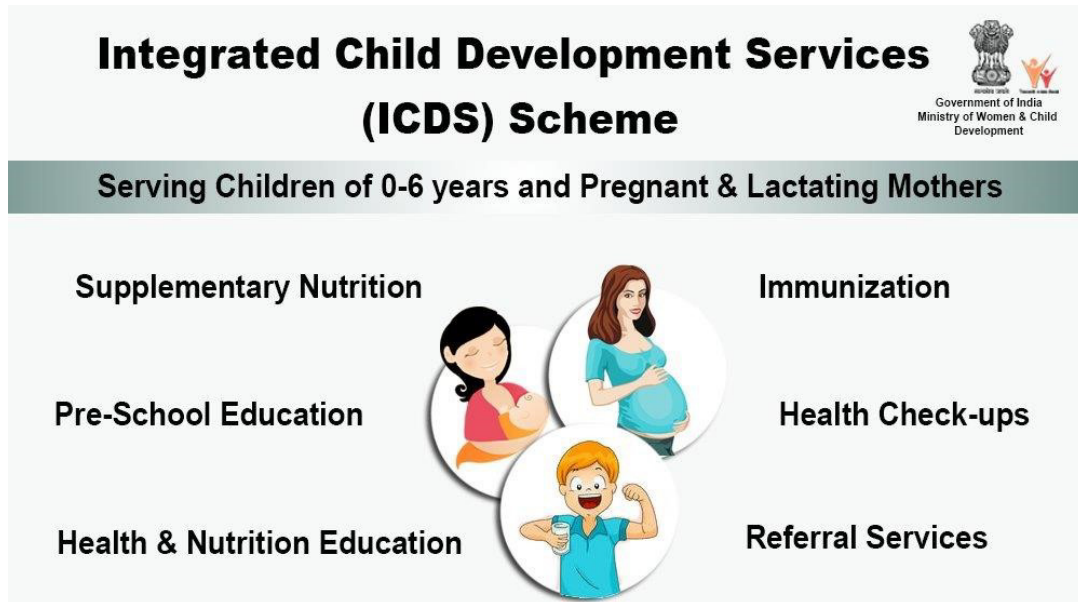 Integrated Child Development Services
(ICDS) Scheme
Government of India
Ministry of Women & Child
Development
Serving Children of 0-6 years and Pregnant & Lactating Mothers
Supplementary Nutrition
Immunization
Pre-School Education
Health Check-ups
Health & Nutrition Education
Referral Services